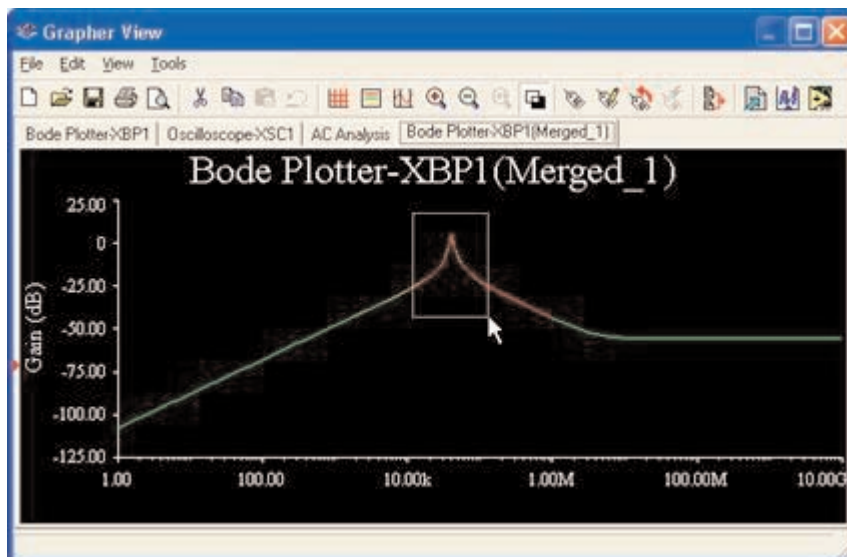 Grapher View
File Edit View Tools
Bode Plotter-XBP1 Oscilloscope-XSC1 AC Analysis Bode Plotter-XBP1(Merged_1)
Bode Plotter-XBP1(Merged_1)
Gain (dB)
25.00
0
-25.00
-50.00
-75.00
-100.00
-125.00
1.00 100.00 10.00k 1.00M 100.00M 10.00G